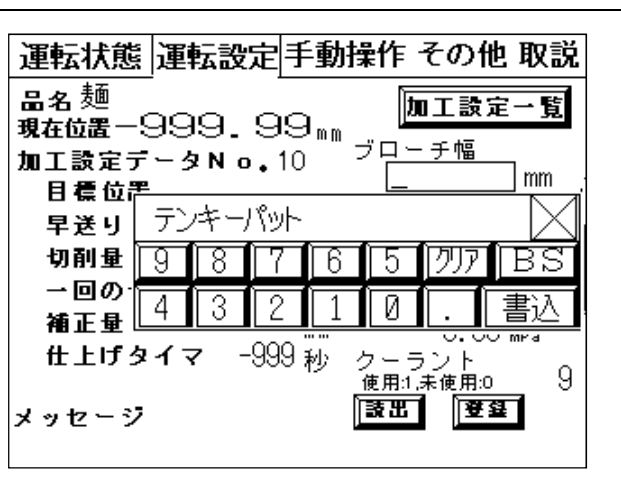 運転状態 運転設定 手動操作 その他 取説
品名 麺
加工設定一覧
現在位置 -999.99 mm
加工設定データNo.10
ブローチ幅
_ mm
目標位置
早送り
テンキーパット
切削量
9 8 7 6 5 クリア BS
一回の
4 3 2 1 0 . 書込
補正量
仕上げタイマ -999 秒
クーラント
使用:1,未使用:0 9
メッセージ
読出 登録